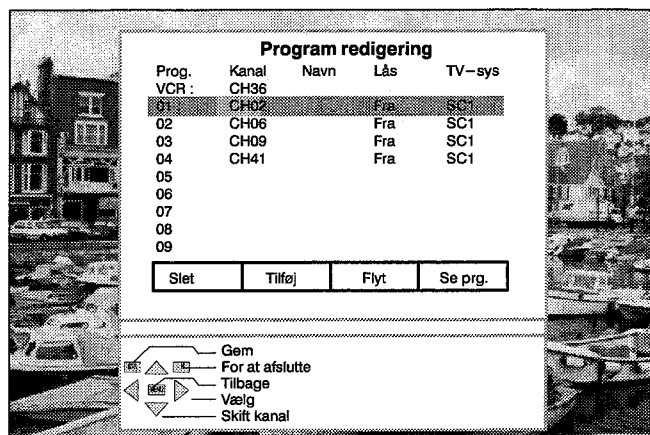 Program redigering
Prog. Kanal Navn Lås TV–sys
VCR : CH36
01 CH02 Fra SC1
02 CH06 Fra SC1
03 CH09 Fra SC1
04 CH41 Fra SC1
05
06
07
08
09
Slet Tilføj Flyt Se prg.
Gem
For at afslutte
MENU Tilbage
Vælg
Skift kanal